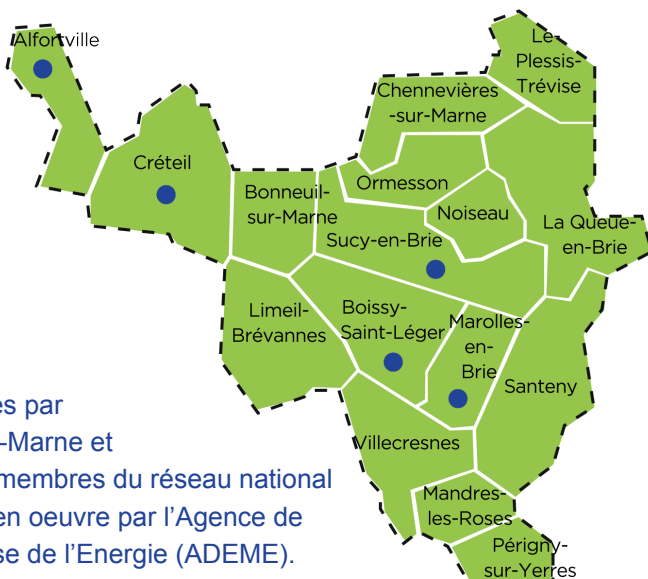 Alfortville
Le-
Plessis-
Trévise
Chennevières
-sur-Marne
Créteil
Ormesson
Bonneuil-
sur-Marne
Noiseau
La Queue-
en-Brie
Sucy-en-Brie
Limeil-
Brévannes
Boissy-
Saint-Léger
Marolles-
en-
Brie
Santeny
Villecresnes
Mandres-
les-Roses
Périgny-
sur-Yerres
es par
-Marne et
membres du réseau national
en oeuvre par l'Agence de
se de l'Energie (ADEME).